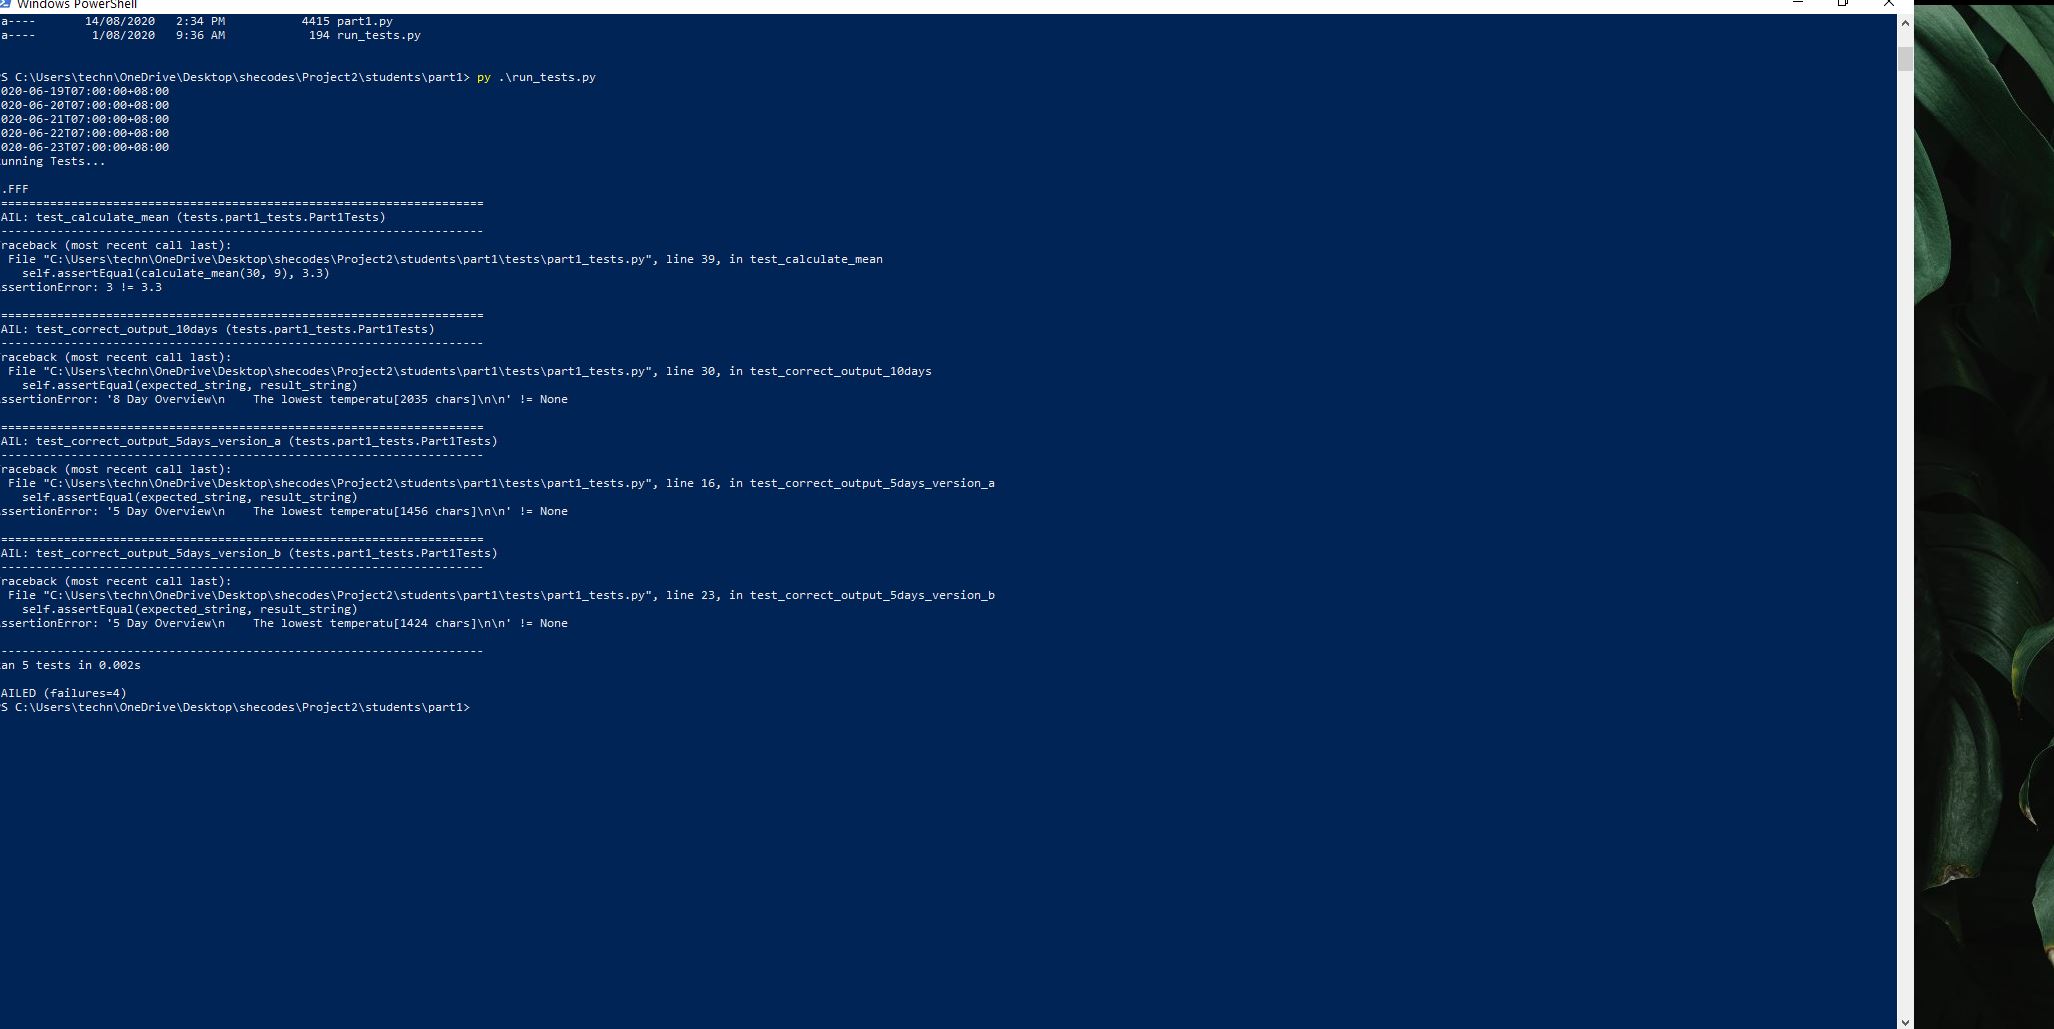 Windows PowerShell
a----       14/08/2020   2:34 PM           4415 part1.py
a----        1/08/2020   9:36 AM            194 run_tests.py
S C:\Users\techn\OneDrive\Desktop\shecodes\Project2\students\part1> py .\run_tests.py
020-06-19T07:00:00+08:00
020-06-20T07:00:00+08:00
020-06-21T07:00:00+08:00
020-06-22T07:00:00+08:00
020-06-23T07:00:00+08:00
unning Tests...
.FFF
=====================================================================
AIL: test_calculate_mean (tests.part1_tests.Part1Tests)
---------------------------------------------------------------------
raceback (most recent call last):
 File "C:\Users\techn\OneDrive\Desktop\shecodes\Project2\students\part1\tests\part1_tests.py", line 39, in test_calculate_mean
   self.assertEqual(calculate_mean(30, 9), 3.3)
ssertionError: 3 != 3.3
=====================================================================
AIL: test_correct_output_10days (tests.part1_tests.Part1Tests)
---------------------------------------------------------------------
raceback (most recent call last):
 File "C:\Users\techn\OneDrive\Desktop\shecodes\Project2\students\part1\tests\part1_tests.py", line 30, in test_correct_output_10days
   self.assertEqual(expected_string, result_string)
ssertionError: '8 Day Overview\n    The lowest temperatu[2035 chars]\n\n' != None
=====================================================================
AIL: test_correct_output_5days_version_a (tests.part1_tests.Part1Tests)
---------------------------------------------------------------------
raceback (most recent call last):
 File "C:\Users\techn\OneDrive\Desktop\shecodes\Project2\students\part1\tests\part1_tests.py", line 16, in test_correct_output_5days_version_a
   self.assertEqual(expected_string, result_string)
ssertionError: '5 Day Overview\n    The lowest temperatu[1456 chars]\n\n' != None
=====================================================================
AIL: test_correct_output_5days_version_b (tests.part1_tests.Part1Tests)
---------------------------------------------------------------------
raceback (most recent call last):
 File "C:\Users\techn\OneDrive\Desktop\shecodes\Project2\students\part1\tests\part1_tests.py", line 23, in test_correct_output_5days_version_b
   self.assertEqual(expected_string, result_string)
ssertionError: '5 Day Overview\n    The lowest temperatu[1424 chars]\n\n' != None
---------------------------------------------------------------------
an 5 tests in 0.002s
AILED (failures=4)
S C:\Users\techn\OneDrive\Desktop\shecodes\Project2\students\part1>